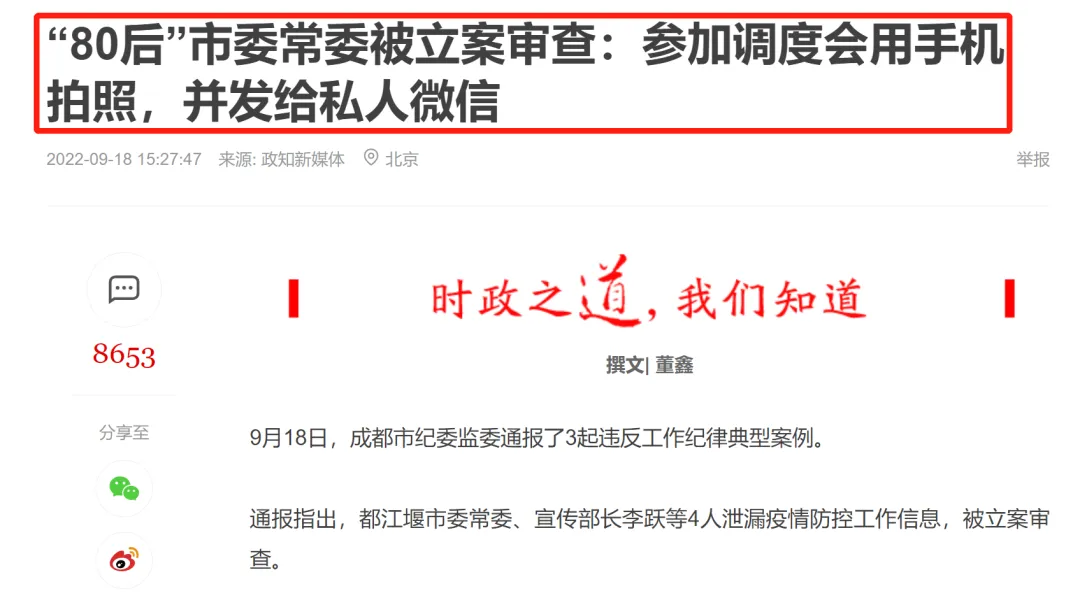 “80后”市委常委被立案审查：参加调度会用手机
拍照，并发给私人微信
2022-09-18 15:27:47 来源: 政知新媒体 北京
举报
时政之道，我们知道
8653
撰文| 董鑫
分享至
9月18日，成都市纪委监委通报了3起违反工作纪律典型案例。
通报指出，都江堰市委常委、宣传部长李跃等4人泄漏疫情防控工作信息，被立案审
查。